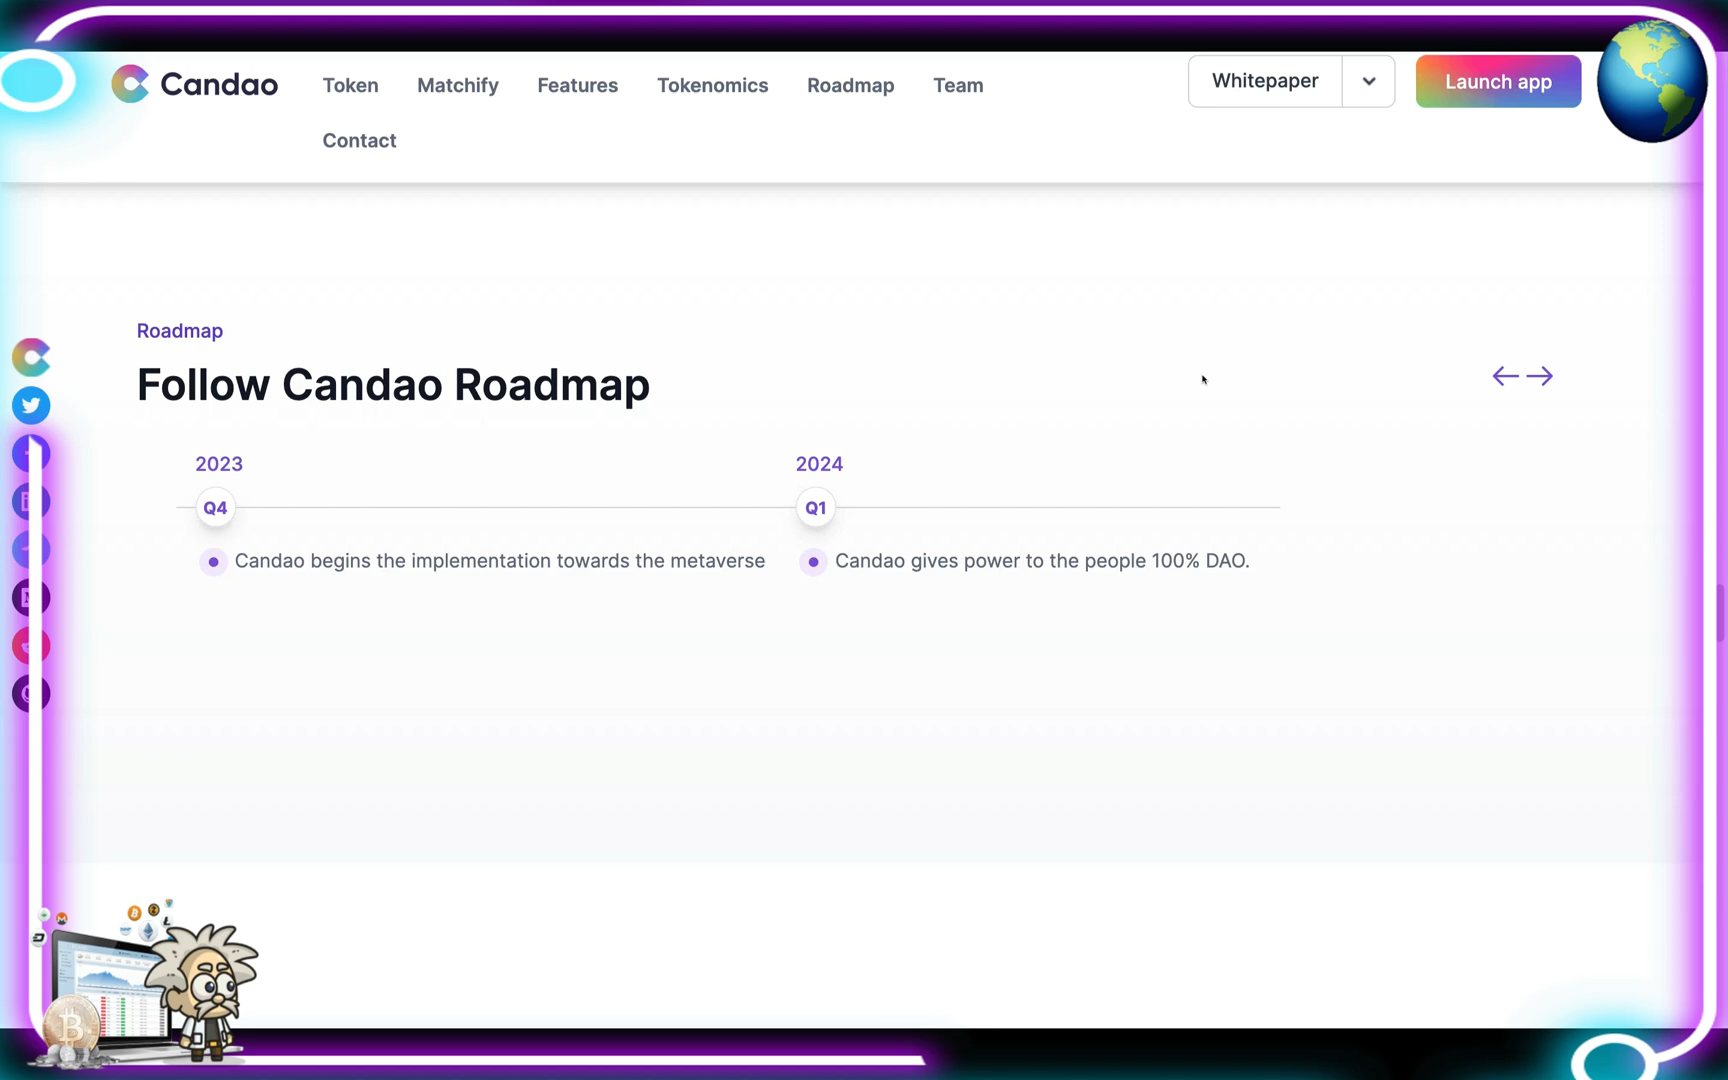 Candao
Token
Matchify
Features
Tokenomics
Roadmap
Team
Whitepaper
Launch app
Contact
Roadmap
Follow Candao Roadmap
2023
2024
Q4
Q1
Candao begins the implementation towards the metaverse
Candao gives power to the people 100% DAO.